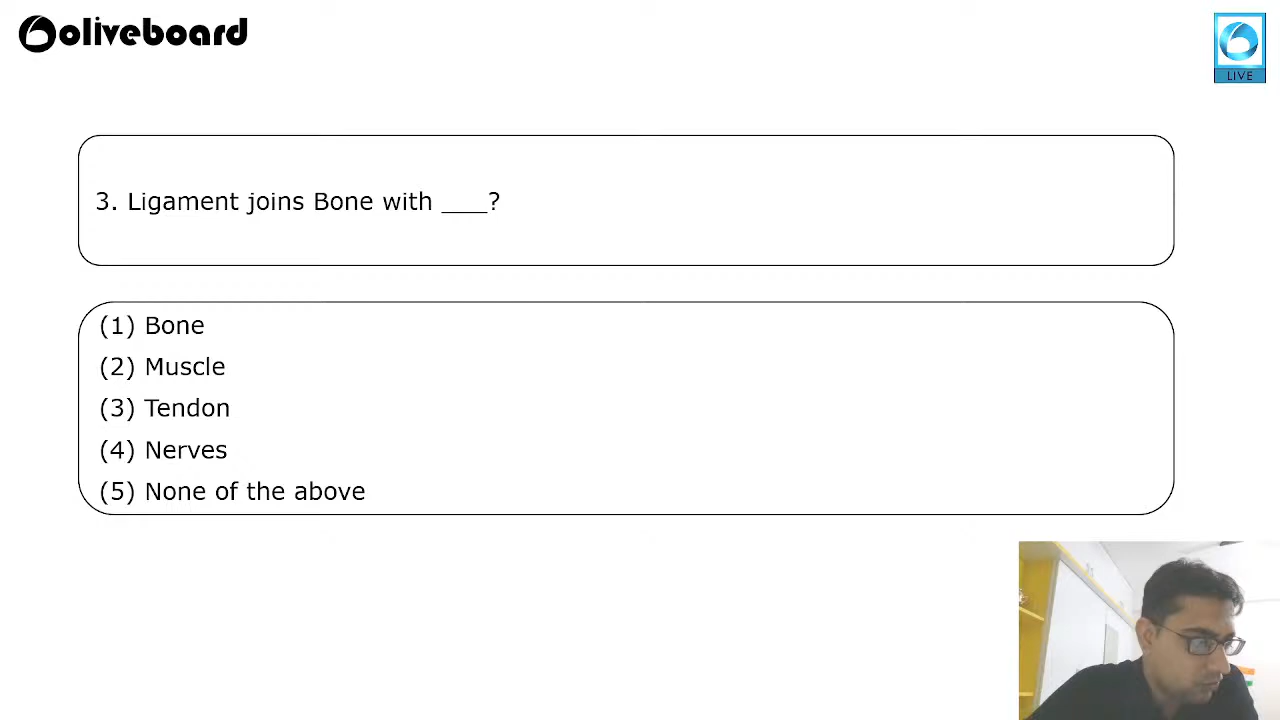 oliveboard
LIVE
3. Ligament joins Bone with ____?
(1) Bone
(2) Muscle
(3) Tendon
(4) Nerves
(5) None of the above